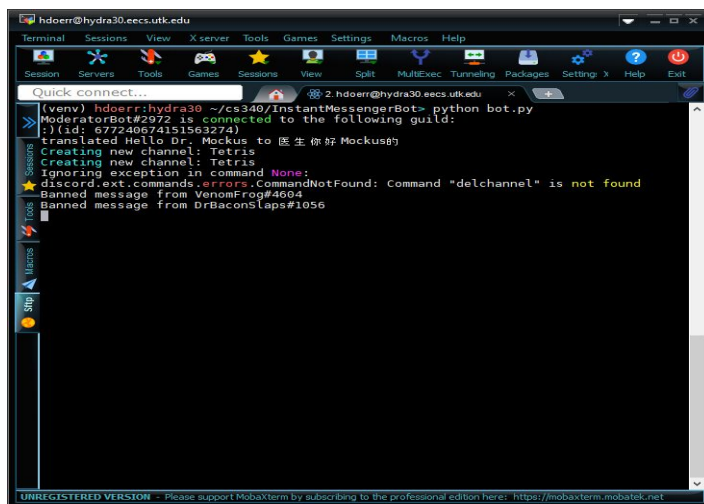 hdoerr@hydra30.eecs.utk.edu
Terminal Sessions View X server Tools Games Settings Macros Help
Session Servers Tools Games Sessions View Split MultiExec Tunneling Packages Settings X Help Exit
Quick connect...
2. hdoerr@hydra30.eecs.utk.edu
(venv) hdoerr:hydra30 ~/cs340/InstantMessengerBot> python bot.py
ModeratorBot#2972 is connected to the following guild:
:)(id: 677240674151563274)
translated Hello Dr. Mockus to 医生你好 Mockus的
Creating new channel: Tetris
Creating new channel: Tetris
Ignoring exception in command None:
discord.ext.commands.errors.CommandNotFound: Command "delchannel" is not found
Banned message from VenomFrog#4604
Banned message from DrBaconSlaps#1056
Sessions
Tools
Macros
Sftp
UNREGISTERED VERSION - Please support MobaXterm by subscribing to the professional edition here: https://mobaxterm.mobatek.net